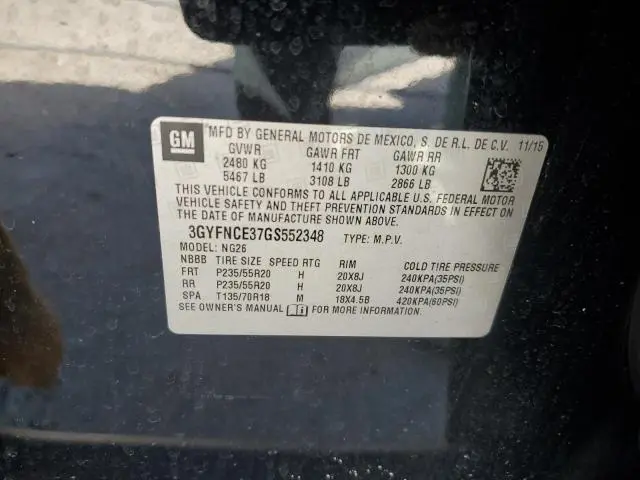 GM
MFD BY GENERAL MOTORS DE MEXICO, S. DE R.L. DE C.V. 11/15
GVWR GAWR FRT GAWR RR
2480 KG 1410 KG 1300 KG
5467 LB 3108 LB 2866 LB
THIS VEHICLE CONFORMS TO ALL APPLICABLE U.S. FEDERAL MOTOR
VEHICLE SAFETY AND THEFT PREVENTION STANDARDS IN EFFECT ON
THE DATE OF MANUFACTURE SHOWN ABOVE.
3GYFNCE37GS552348 TYPE: M.P.V.
MODEL: NG26
NBBB TIRE SIZE SPEED RTG RIM COLD TIRE PRESSURE
FRT P235/55R20 H 20X8J 240KPA(35PSI)
RR P235/55R20 H 20X8J 240KPA(35PSI)
SPA T135/70R18 M 18X4.5B 420KPA(60PSI)
SEE OWNER'S MANUAL i FOR MORE INFORMATION.